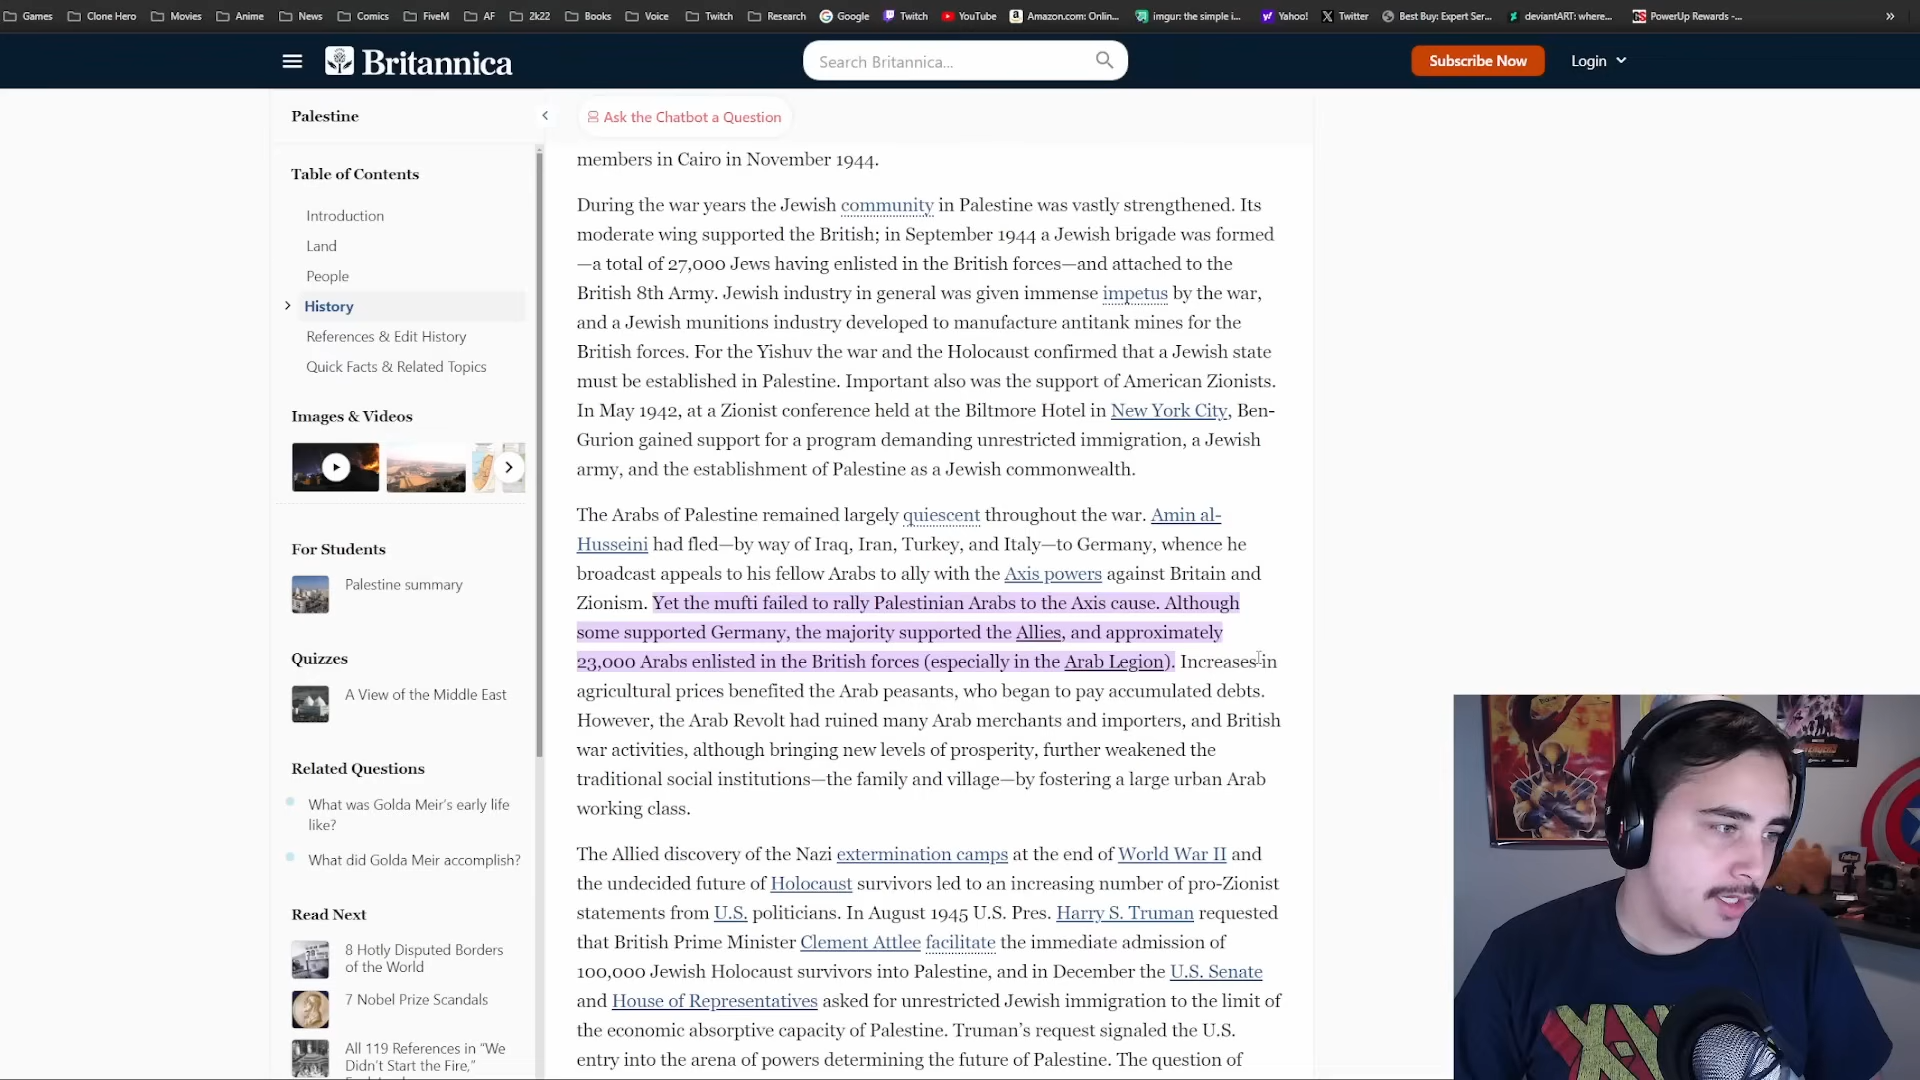 Games
Clone Hero
Movies
Anime
News
Comics
FiveM
AF
2k22
Books
Voice
Twitch
Research
Google
Twitch
YouTube
Amazon.com: Onlin...
imgur: the simple i...
Yahoo!
Twitter
Best Buy: Expert Ser...
deviantART: where...
PowerUp Rewards -...
»
Britannica
Search Britannica...
Subscribe Now
Login
Palestine
Table of Contents
Introduction
Land
People
History
References & Edit History
Quick Facts & Related Topics
Images & Videos
For Students
Palestine summary
Quizzes
A View of the Middle East
Related Questions
What was Golda Meir's early life
like?
What did Golda Meir accomplish?
Read Next
8 Hotly Disputed Borders
of the World
7 Nobel Prize Scandals
All 119 References in “We
Didn’t Start the Fire,”
Ask the Chatbot a Question
members in Cairo in November 1944.
During the war years the Jewish community in Palestine was vastly strengthened. Its
moderate wing supported the British; in September 1944 a Jewish brigade was formed
—a total of 27,000 Jews having enlisted in the British forces—and attached to the
British 8th Army. Jewish industry in general was given immense impetus by the war,
and a Jewish munitions industry developed to manufacture antitank mines for the
British forces. For the Yishuv the war and the Holocaust confirmed that a Jewish state
must be established in Palestine. Important also was the support of American Zionists.
In May 1942, at a Zionist conference held at the Biltmore Hotel in New York City, Ben-
Gurion gained support for a program demanding unrestricted immigration, a Jewish
army, and the establishment of Palestine as a Jewish commonwealth.
The Arabs of Palestine remained largely quiescent throughout the war. Amin al-
Husseini had fled—by way of Iraq, Iran, Turkey, and Italy—to Germany, whence he
broadcast appeals to his fellow Arabs to ally with the Axis powers against Britain and
Zionism. Yet the mufti failed to rally Palestinian Arabs to the Axis cause. Although
some supported Germany, the majority supported the Allies, and approximately
23,000 Arabs enlisted in the British forces (especially in the Arab Legion). Increases in
agricultural prices benefited the Arab peasants, who began to pay accumulated debts.
However, the Arab Revolt had ruined many Arab merchants and importers, and British
war activities, although bringing new levels of prosperity, further weakened the
traditional social institutions—the family and village—by fostering a large urban Arab
working class.
The Allied discovery of the Nazi extermination camps at the end of World War II and
the undecided future of Holocaust survivors led to an increasing number of pro-Zionist
statements from U.S. politicians. In August 1945 U.S. Pres. Harry S. Truman requested
that British Prime Minister Clement Attlee facilitate the immediate admission of
100,000 Jewish Holocaust survivors into Palestine, and in December the U.S. Senate
and House of Representatives asked for unrestricted Jewish immigration to the limit of
the economic absorptive capacity of Palestine. Truman’s request signaled the U.S.
entry into the arena of powers determining the future of Palestine. The question of